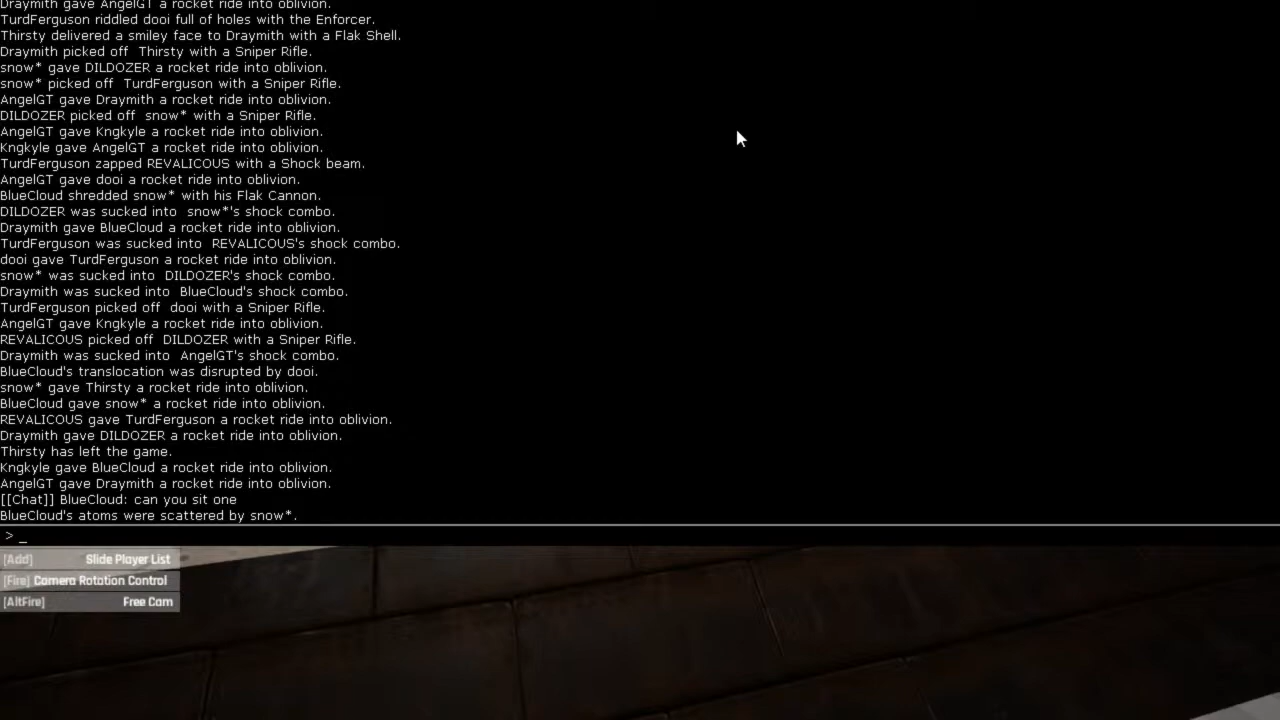 Draymith gave AngelGT a rocket ride into oblivion.
TurdFerguson riddled dooi full of holes with the Enforcer.
Thirsty delivered a smiley face to Draymith with a Flak Shell.
Draymith picked off  Thirsty with a Sniper Rifle.
snow* gave DILDOZER a rocket ride into oblivion.
snow* picked off  TurdFerguson with a Sniper Rifle.
AngelGT gave Draymith a rocket ride into oblivion.
DILDOZER picked off  snow* with a Sniper Rifle.
AngelGT gave Kngkyle a rocket ride into oblivion.
Kngkyle gave AngelGT a rocket ride into oblivion.
TurdFerguson zapped REVALICOUS with a Shock beam.
AngelGT gave dooi a rocket ride into oblivion.
BlueCloud shredded snow* with his Flak Cannon.
DILDOZER was sucked into  snow*'s shock combo.
Draymith gave BlueCloud a rocket ride into oblivion.
TurdFerguson was sucked into  REVALICOUS's shock combo.
dooi gave TurdFerguson a rocket ride into oblivion.
snow* was sucked into  DILDOZER's shock combo.
Draymith was sucked into  BlueCloud's shock combo.
TurdFerguson picked off  dooi with a Sniper Rifle.
AngelGT gave Kngkyle a rocket ride into oblivion.
REVALICOUS picked off  DILDOZER with a Sniper Rifle.
Draymith was sucked into  AngelGT's shock combo.
BlueCloud's translocation was disrupted by dooi.
snow* gave Thirsty a rocket ride into oblivion.
BlueCloud gave snow* a rocket ride into oblivion.
REVALICOUS gave TurdFerguson a rocket ride into oblivion.
Draymith gave DILDOZER a rocket ride into oblivion.
Thirsty has left the game.
Kngkyle gave BlueCloud a rocket ride into oblivion.
AngelGT gave Draymith a rocket ride into oblivion.
[[Chat]] BlueCloud: can you sit one
BlueCloud's atoms were scattered by snow*.
> _
[Add] Slide Player List
[Fire] Camera Rotation Control
[AltFire] Free Cam